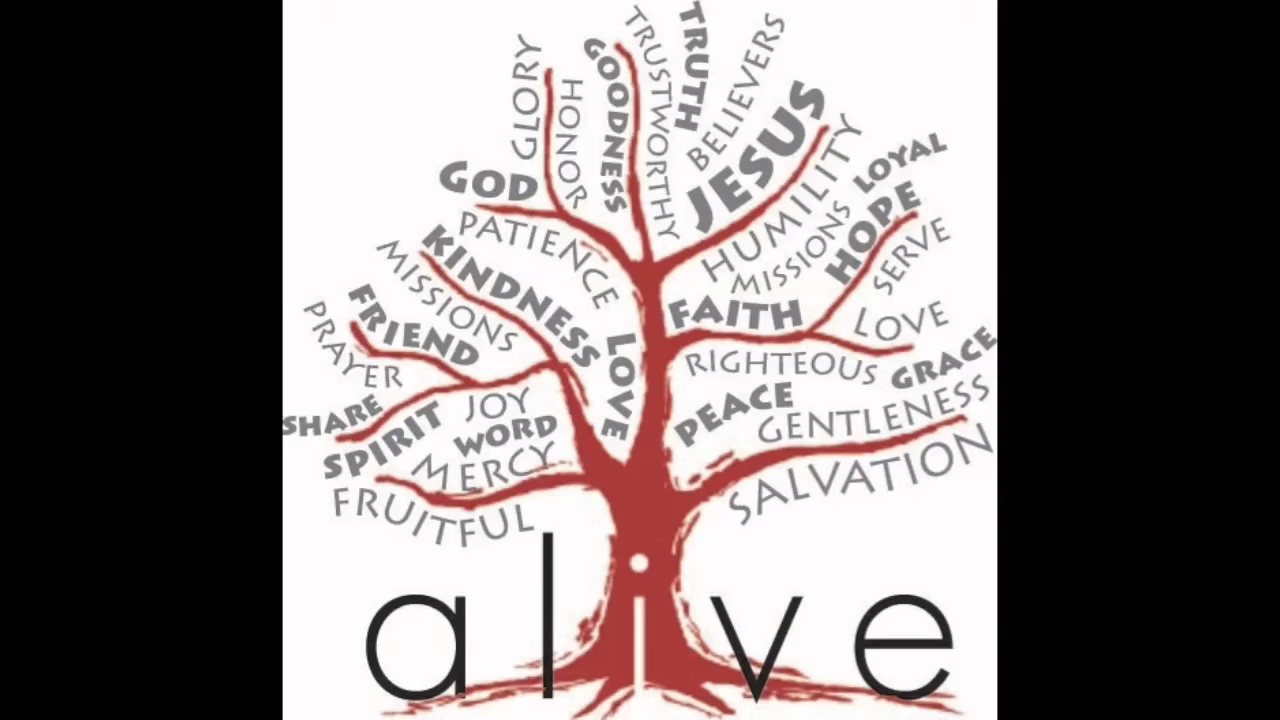 GLORY
HONOR
GOODNESS
TRUSTWORTHY
TRUTH
BELIEVERS
JESUS
GOD
PATIENCE
HUMILITY
MISSIONS
LOYAL
HOPE
SERVE
KINDNESS
MISSIONS
FRIEND
PRAYER
LOVE
FAITH
LOVE
RIGHTEOUS
GRACE
SHARE
SPIRIT
JOY
WORD
MERCY
PEACE
GENTLENESS
FRUITFUL
SALVATION
alive